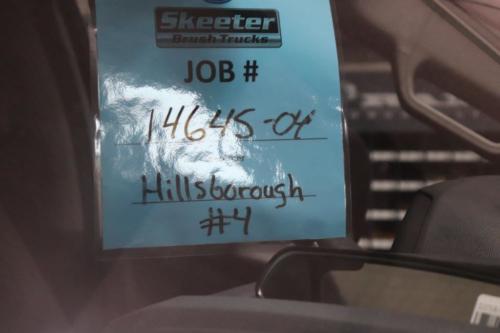 Skeeter
Brush Trucks
JOB #
14645-04
Hillsborough
#4